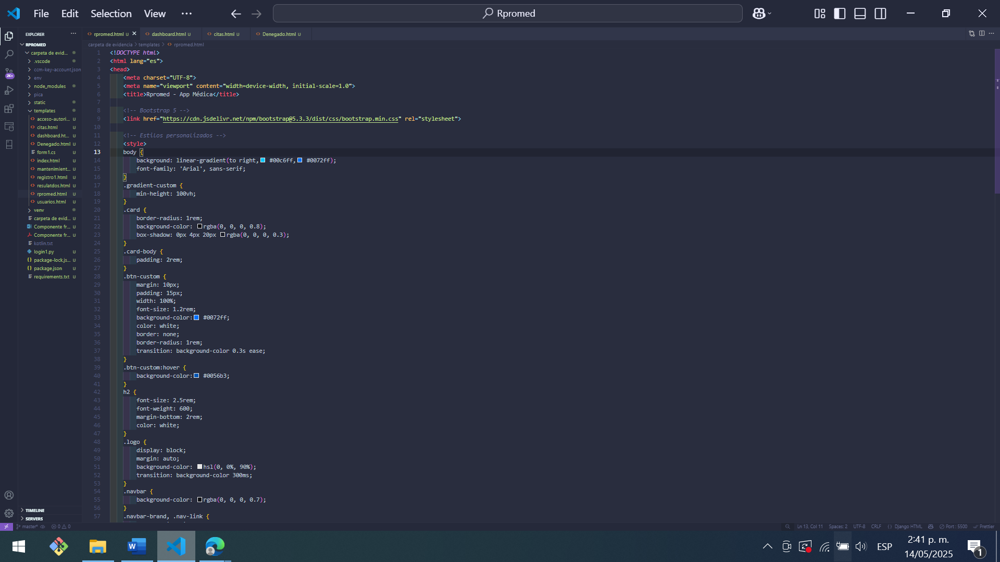 File Edit Selection View ···
Rpromed
EXPLORER ···
RPROMED
carpeta de evid...
.vscode
ccm-key-account.json
env
node_modules
pica
static
templates
acceso-autori... U
citas.html U
dashboard.ht... U
Denegado.html U
form1.cs U
index.html U
mantenimient... U
registro1.html U
resulatdos.html U
rpromed.html U
usuarios.html U
venv
carpeta de evid... U
Componente fr... U
Componente fr... U
kotlin.txt
login1.py U
package-lock.js... U
package.json U
requirements.txt U
TIMELINE
SERVERS
2K+
rpromed.html U
dashboard.html U
citas.html U
Denegado.html U
carpeta de evidencia > templates > rpromed.html
1 <!DOCTYPE html>
2 <html lang="es">
3 <head>
4 <meta charset="UTF-8">
5 <meta name="viewport" content="width=device-width, initial-scale=1.0">
6 <title>Rpromed - App Médica</title>
7
8 <!-- Bootstrap 5 -->
9 <link href="https://cdn.jsdelivr.net/npm/bootstrap@5.3.3/dist/css/bootstrap.min.css" rel="stylesheet">
10
11 <!-- Estilos personalizados -->
12 <style>
13 body {
14 background: linear-gradient(to right, #00c6ff, #0072ff);
15 font-family: 'Arial', sans-serif;
16 }
17 .gradient-custom {
18 min-height: 100vh;
19 }
20 .card {
21 border-radius: 1rem;
22 background-color: rgba(0, 0, 0, 0.8);
23 box-shadow: 0px 4px 20px rgba(0, 0, 0, 0.3);
24 }
25 .card-body {
26 padding: 2rem;
27 }
28 .btn-custom {
29 margin: 10px;
30 padding: 15px;
31 width: 100%;
32 font-size: 1.2rem;
33 background-color: #0072ff;
34 color: white;
35 border: none;
36 border-radius: 1rem;
37 transition: background-color 0.3s ease;
38 }
39 .btn-custom:hover {
40 background-color: #0056b3;
41 }
42 h2 {
43 font-size: 2.5rem;
44 font-weight: 600;
45 margin-bottom: 2rem;
46 color: white;
47 }
48 .logo {
49 display: block;
50 margin: auto;
51 background-color: hsl(0, 0%, 90%);
52 transition: background-color 300ms;
53 }
54 .navbar {
55 background-color: rgba(0, 0, 0, 0.7);
56 }
57 .navbar-brand, .nav-link {
master* 0 0
Ln 13, Col 11 Spaces: 2 UTF-8 CRLF {} Django HTML Port : 5500 Prettier
ESP
2:41 p. m.
14/05/2025
1